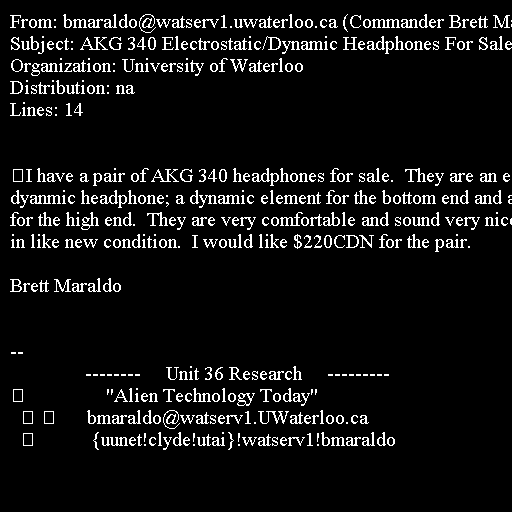 From: bmaraldo@watserv1.uwaterloo.ca (Commander Brett
Subject: AKG 340 Electrostatic/Dynamic Headphones For Sale
Organization: University of Waterloo
Distribution: na
Lines: 14
I have a pair of AKG 340 headphones for sale.  They are an
dyanmic headphone; a dynamic element for the bottom end and
for the high end.  They are very comfortable and sound very
in like new condition.  I would like $220CDN for the pair.
Brett Maraldo
--
--------     Unit 36 Research     ---------
"Alien Technology Today"
bmaraldo@watserv1.UWaterloo.ca
{uunet!clyde!utai}!watserv1!bmaraldo